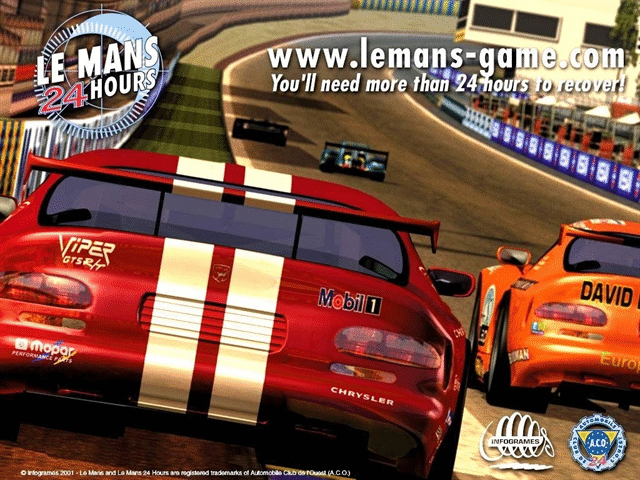 LE MANS
24 HOURS
www.lemans-game.com
You'll need more than 24 hours to recover!
VIPER
GTS R/T
Mobil 1
DAVID
mopar
PERFORMANCE PARTS
CHRYSLER
MAN
Euro
INFOGRAMES
A.C.O.
© Infogrames 2001 - Le Mans and Le Mans 24 Hours are registered trademarks of Automobile Club de l'Ouest (A.C.O.)